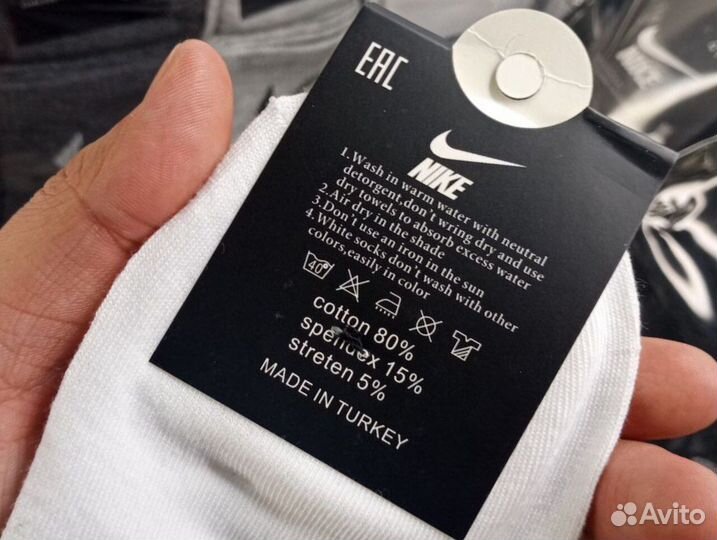 EAC
NIKE
1. Wash in warm water with neutral
detorgent,don't wring dry and use
dry towels to absorb excess water
2. Air dry in the shade
3. Don't use an iron in the sun
4. White socks don't wash with other
colors,easily in color
40°
cotton 80%
spendex 15%
streten 5%
MADE IN TURKEY
NIKE
Avito